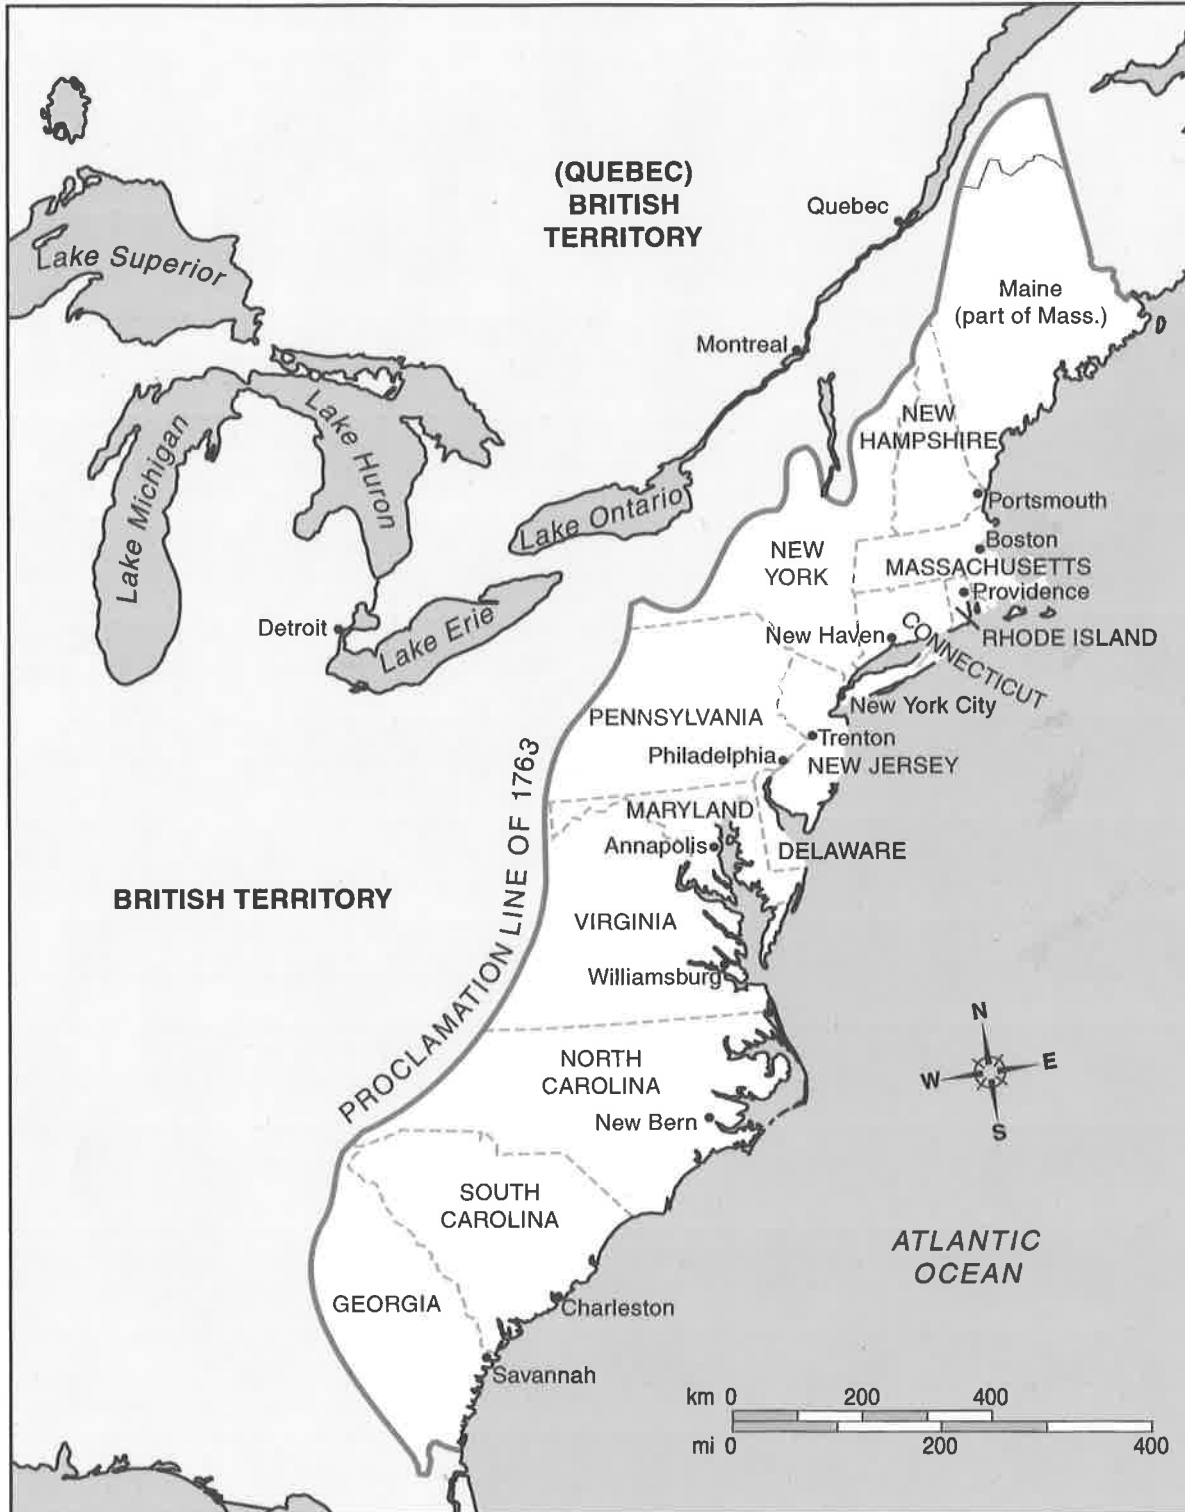 (QUEBEC)
BRITISH
TERRITORY
Quebec
Lake Superior
Maine
(part of Mass.)
Montreal
Lake Michigan
Lake Huron
NEW
HAMPSHIRE
Lake Ontario
Portsmouth
NEW
YORK
Boston
MASSACHUSETTS
Providence
Detroit
Lake Erie
New Haven
CONNECTICUT
RHODE ISLAND
New York City
PENNSYLVANIA
Trenton
Philadelphia
NEW JERSEY
PROCLAMATION LINE OF 1763
MARYLAND
Annapolis
DELAWARE
BRITISH TERRITORY
VIRGINIA
Williamsburg
N
W
E
S
NORTH
CAROLINA
New Bern
SOUTH
CAROLINA
ATLANTIC
OCEAN
GEORGIA
Charleston
Savannah
km 0 200 400
mi 0 200 400